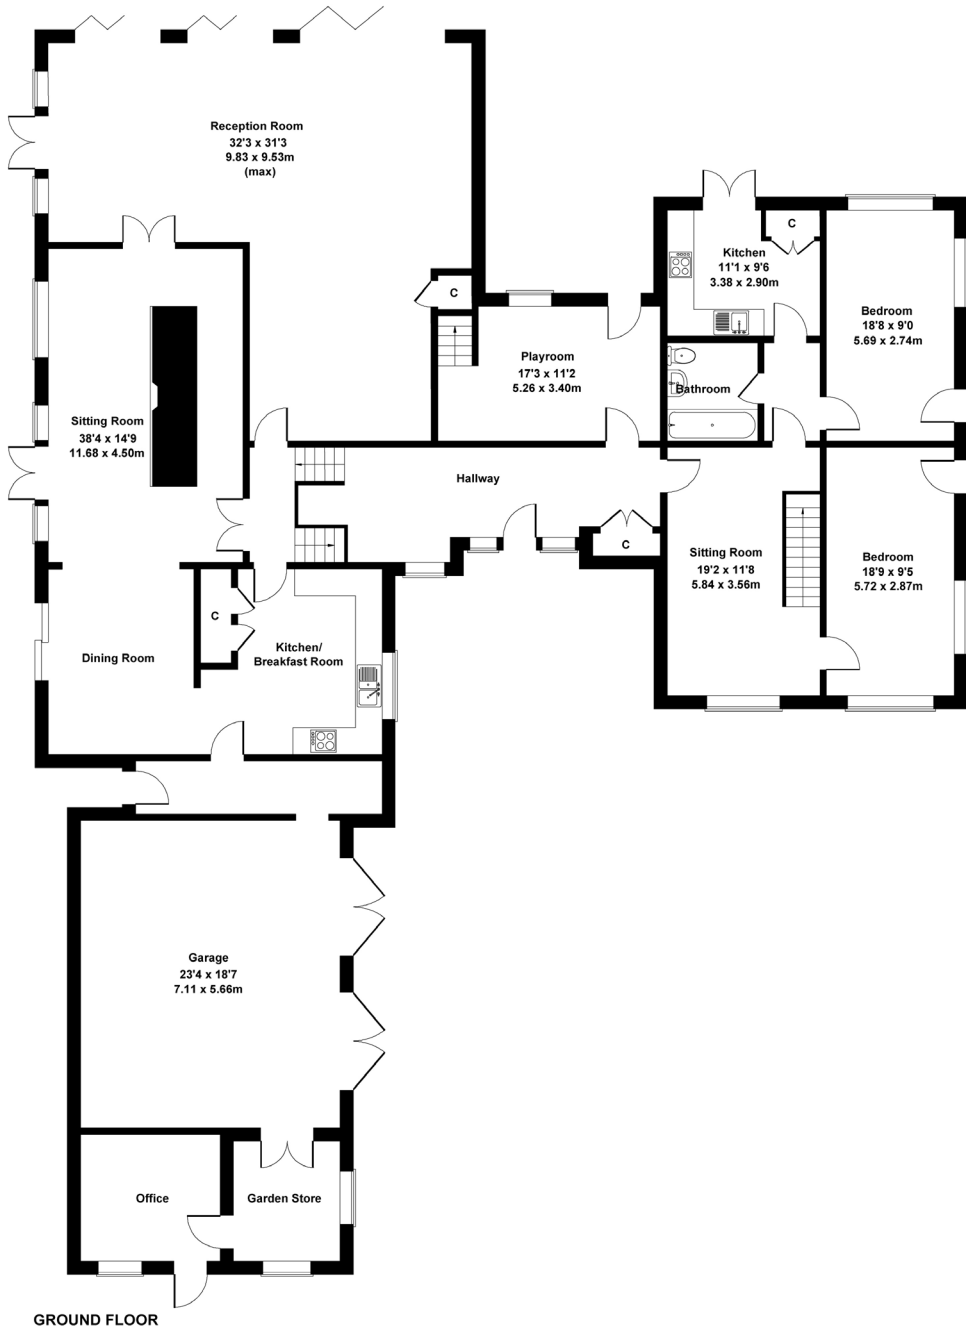 Reception Room
32'3 x 31'3
9.83 x 9.53m
(max)
C
Kitchen
11'1 x 9'6
3.38 x 2.90m
C
Bedroom
18'8 x 9'0
5.69 x 2.74m
Playroom
17'3 x 11'2
5.26 x 3.40m
Bathroom
Sitting Room
38'4 x 14'9
11.68 x 4.50m
Hallway
C
Sitting Room
19'2 x 11'8
5.84 x 3.56m
Bedroom
18'9 x 9'5
5.72 x 2.87m
C
Kitchen/
Breakfast Room
Dining Room
Garage
23'4 x 18'7
7.11 x 5.66m
Office
Garden Store
GROUND FLOOR